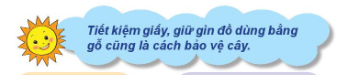 Tiết kiệm giấy, giữ gìn đồ dùng bằng
gỗ cũng là cách bảo vệ cây.